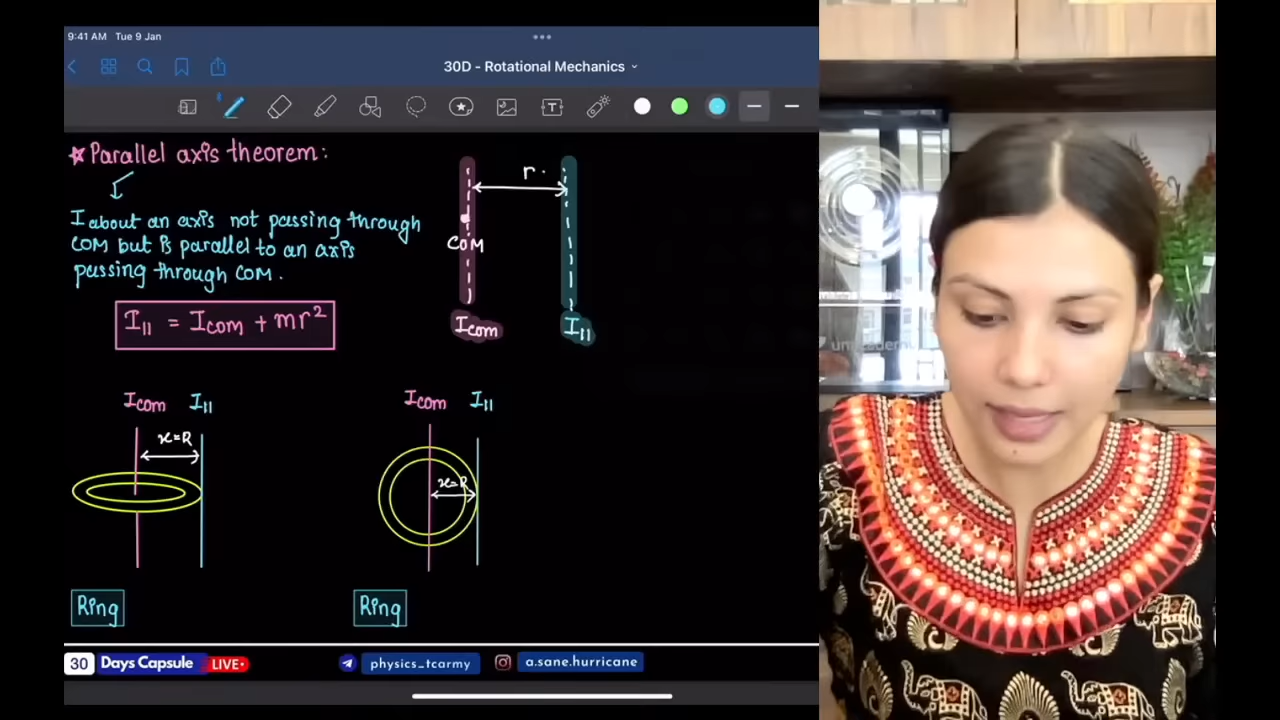 9:41 AM Tue 9 Jan
30D - Rotational Mechanics
Parallel axis theorem:
I about an axis not passing through
COM but is parallel to an axis
passing through COM.
I∥ = Icom + mr²
r
COM
Icom
I∥
Icom I∥
x=R
Ring
Icom I∥
x=R
Ring
30 Days Capsule LIVE
physics_tcarmy
a.sane.hurricane